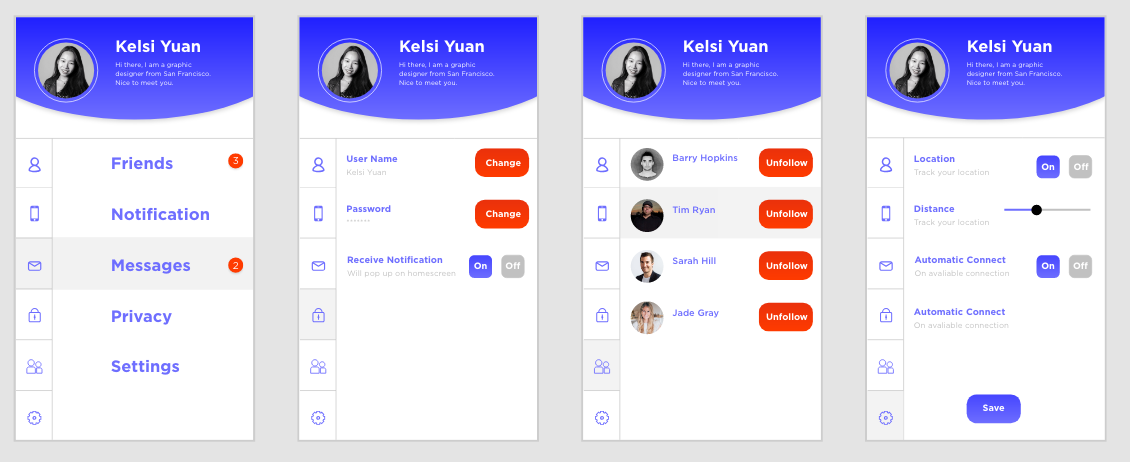 Kelsi Yuan
Hi there, I am a graphic
designer from San Francisco.
Nice to meet you.
Friends
3
Notification
Messages
2
Privacy
Settings
Kelsi Yuan
Hi there, I am a graphic
designer from San Francisco.
Nice to meet you.
User Name
Kelsi Yuan
Change
Password
*******
Change
Receive Notification
Will pop up on homescreen
On
Off
Kelsi Yuan
Hi there, I am a graphic
designer from San Francisco.
Nice to meet you.
Barry Hopkins
Unfollow
Tim Ryan
Unfollow
Sarah Hill
Unfollow
Jade Gray
Unfollow
Kelsi Yuan
Hi there, I am a graphic
designer from San Francisco.
Nice to meet you.
Location
Track your location
On
Off
Distance
Track your location
Automatic Connect
On avaliable connection
On
Off
Automatic Connect
On avaliable connection
Save